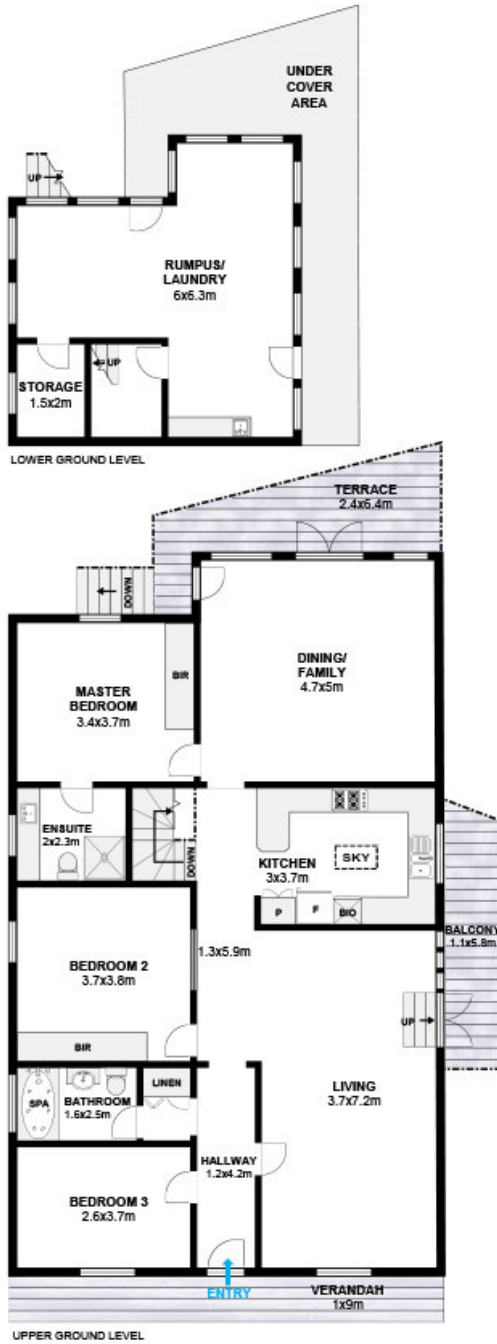 UNDER
COVER
AREA
UP
RUMPUS/
LAUNDRY
6x6.3m
UP
STORAGE
1.5x2m
LOWER GROUND LEVEL
TERRACE
2.4x6.4m
DOWN
DINING/
FAMILY
4.7x5m
BIR
MASTER
BEDROOM
3.4x3.7m
ENSUITE
2x2.3m
DOWN
KITCHEN
3x3.7m
SKY
P
F
BIO
BALCONY
1.1x5.8m
1.3x5.9m
BEDROOM 2
3.7x3.8m
UP
BIR
LIVING
3.7x7.2m
LINEN
SPA
BATHROOM
1.6x2.5m
HALLWAY
1.2x4.2m
BEDROOM 3
2.6x3.7m
ENTRY
VERANDAH
1x9m
UPPER GROUND LEVEL